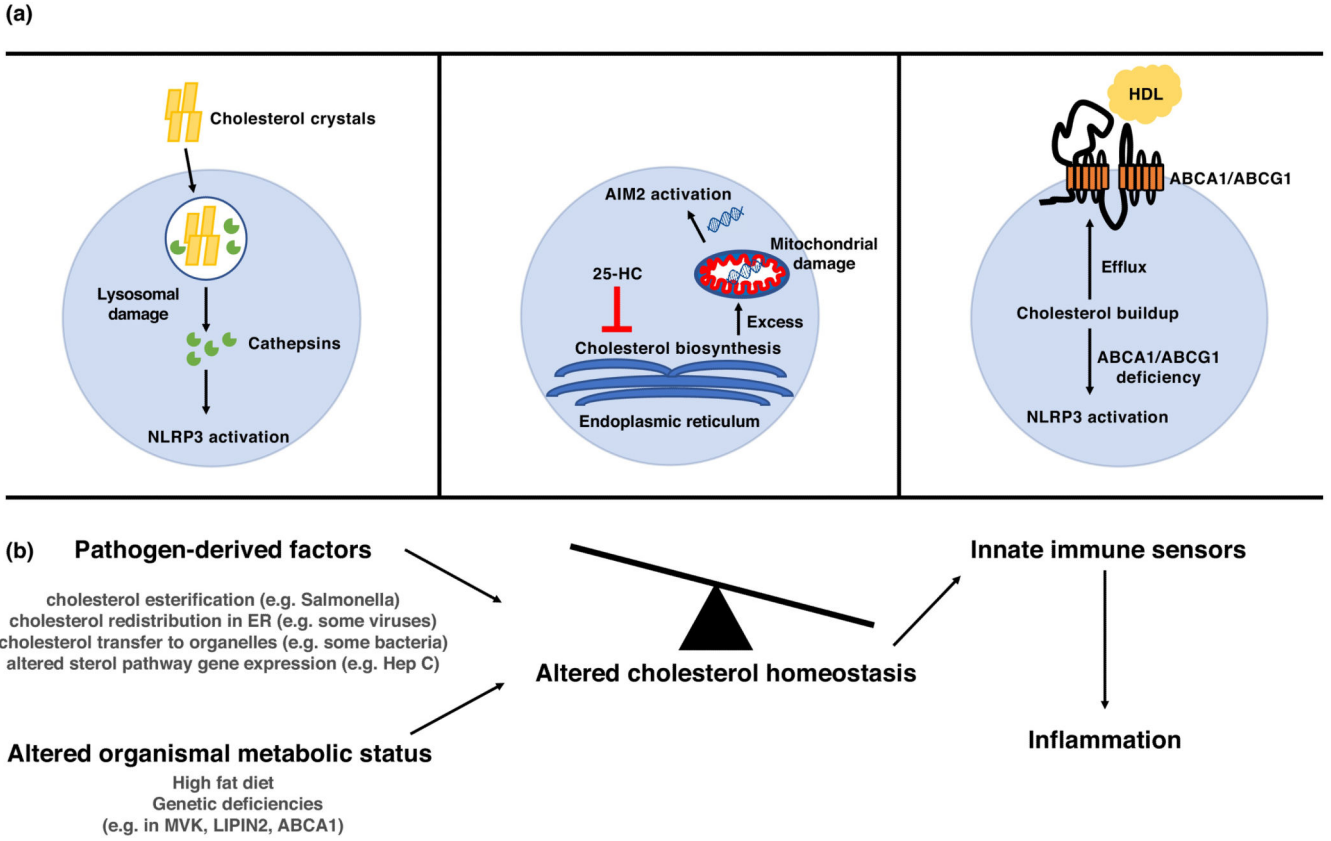 (a)
Cholesterol crystals
Lysosomal
damage
Cathepsins
NLRP3 activation
AIM2 activation
Mitochondrial
damage
25-HC
Excess
Cholesterol biosynthesis
Endoplasmic reticulum
HDL
ABCA1/ABCG1
Efflux
Cholesterol buildup
ABCA1/ABCG1
deficiency
NLRP3 activation
(b)
Pathogen-derived factors
cholesterol esterification (e.g. Salmonella)
cholesterol redistribution in ER (e.g. some viruses)
cholesterol transfer to organelles (e.g. some bacteria)
altered sterol pathway gene expression (e.g. Hep C)
Altered organismal metabolic status
High fat diet
Genetic deficiencies
(e.g. in MVK, LIPIN2, ABCA1)
Altered cholesterol homeostasis
Innate immune sensors
Inflammation